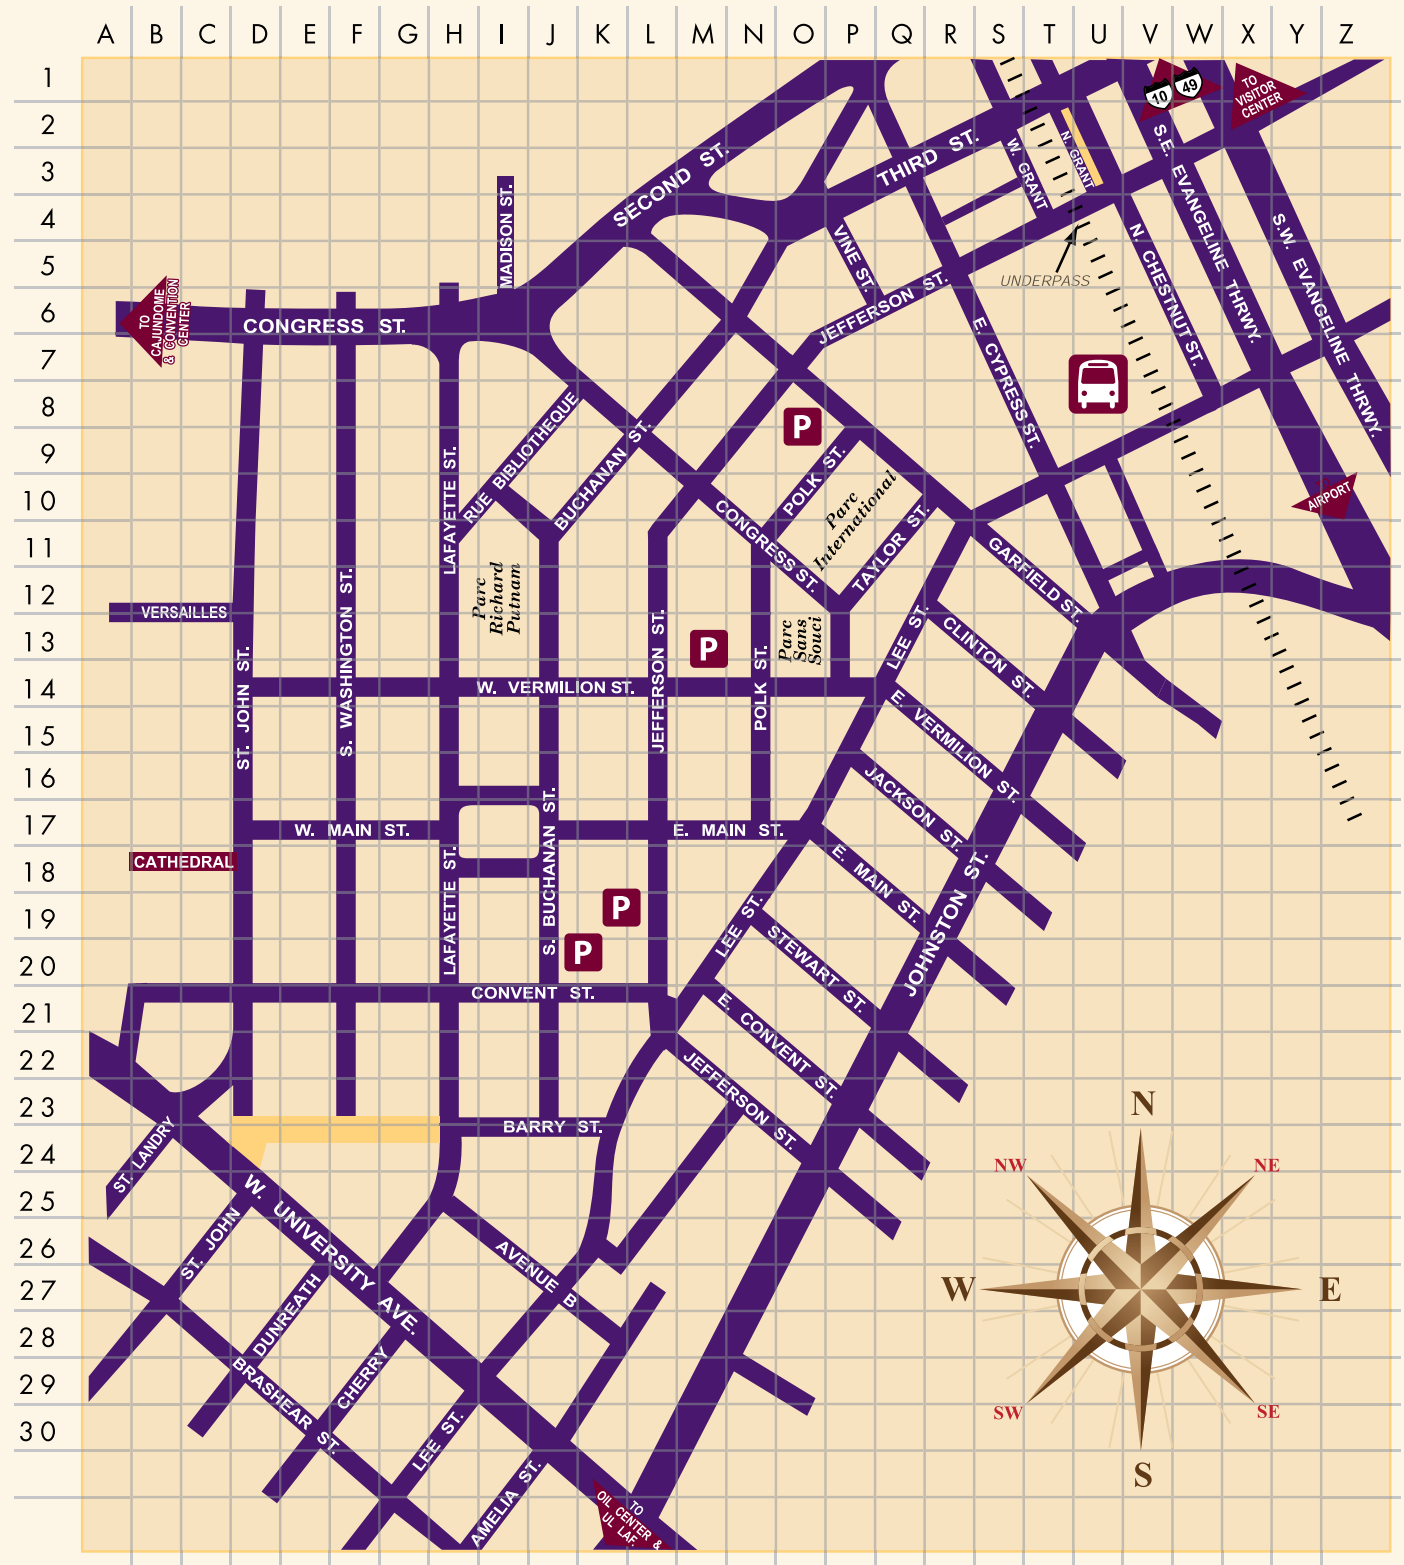 A B C D E F G H I J K L M N O P Q R S T U V W X Y Z
1
2
3
4
5
6
7
8
9
10
11
12
13
14
15
16
17
18
19
20
21
22
23
24
25
26
27
28
29
30
10
49
TO
VISITOR
CENTER
SECOND ST.
THIRD ST.
W. GRANT
N. GRANT
S.E. EVANGELINE THRWY.
S.W. EVANGELINE THRWY.
MADISON ST.
VINE ST.
N. CHESTNUT ST.
UNDERPASS
JEFFERSON ST.
TO
CAJUNDOME
& CONVENTION
CENTER
CONGRESS ST.
E. CYPRESS ST.
RUE BIBLIOTHEQUE
BUCHANAN ST.
LAFAYETTE ST.
P
POLK ST.
Parc
International
AIRPORT
CONGRESS ST.
TAYLOR ST.
GARFIELD ST.
Parc
Richard
Putnam
VERSAILLES
S. WASHINGTON ST.
ST. JOHN ST.
JEFFERSON ST.
P
POLK ST.
Parc
Sans
Souci
LEE ST.
CLINTON ST.
W. VERMILION ST.
E. VERMILION ST.
JACKSON ST.
W. MAIN ST.
E. MAIN ST.
E. MAIN ST.
CATHEDRAL
LAFAYETTE ST.
S. BUCHANAN ST.
P
P
LEE ST.
STEWART ST.
JOHNSTON ST.
CONVENT ST.
E. CONVENT ST.
JEFFERSON ST.
BARRY ST.
ST. LANDRY
W. UNIVERSITY AVE.
ST. JOHN
AVENUE B
DUNREATH
CHERRY
BRASHEAR ST.
LEE ST.
AMELIA ST.
TO
OIL CENTER &
UL LAF.
N
NW
NE
W
E
SW
SE
S